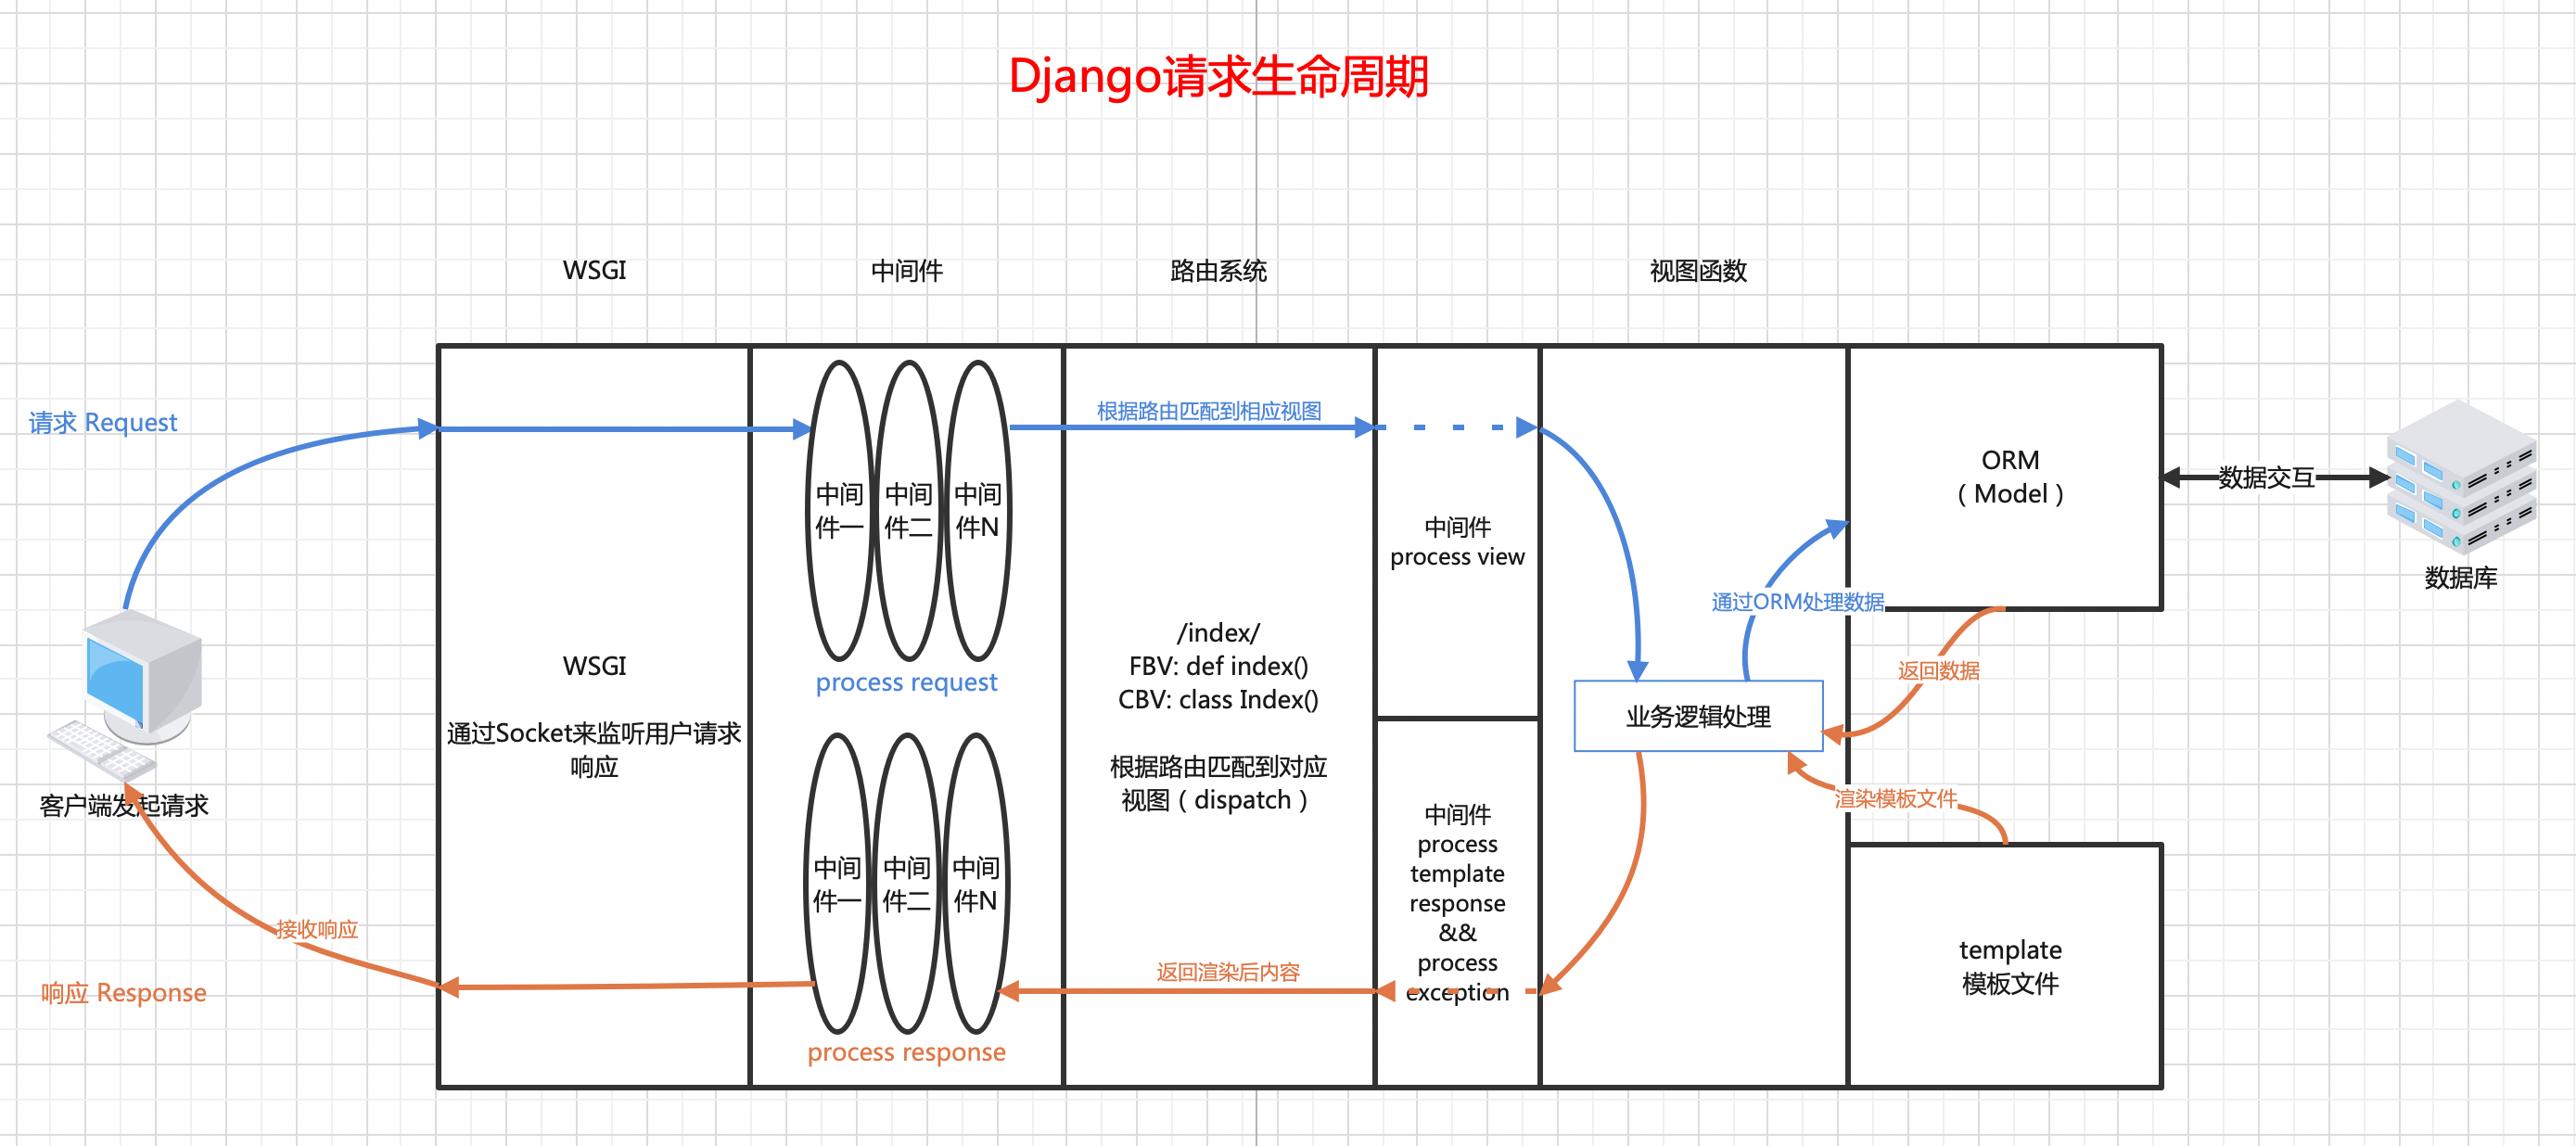 Django请求生命周期
WSGI
中间件
路由系统
视图函数
请求 Request
客户端发起请求
接收响应
响应 Response
WSGI
通过Socket来监听用户请求
响应
中间
件一
中间
件二
中间
件N
process request
中间
件一
中间
件二
中间
件N
process response
根据路由匹配到相应视图
/index/
FBV: def index()
CBV: class Index()
根据路由匹配到对应
视图（dispatch）
返回渲染后内容
中间件
process view
中间件
process
template
response
&&
process
exception
业务逻辑处理
通过ORM处理数据
返回数据
渲染模板文件
ORM
（Model）
template
模板文件
数据交互
数据库